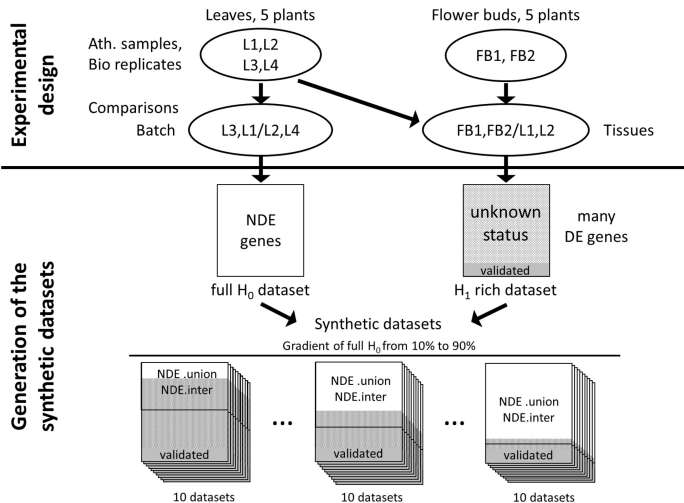 Experimental
design
Leaves, 5 plants
Flower buds, 5 plants
Ath. samples,
Bio replicates
L1,L2
L3,L4
FB1, FB2
Comparisons
Batch
L3,L1/L2,L4
FB1,FB2/L1,L2
Tissues
Generation of the
synthetic datasets
NDE
genes
unknown
status
validated
many
DE genes
full H0 dataset
H1 rich dataset
Synthetic datasets
Gradient of full H0 from 10% to 90%
NDE .union
NDE.inter
validated
10 datasets
...
NDE .union
NDE.inter
validated
10 datasets
...
NDE .union
NDE.inter
validated
10 datasets